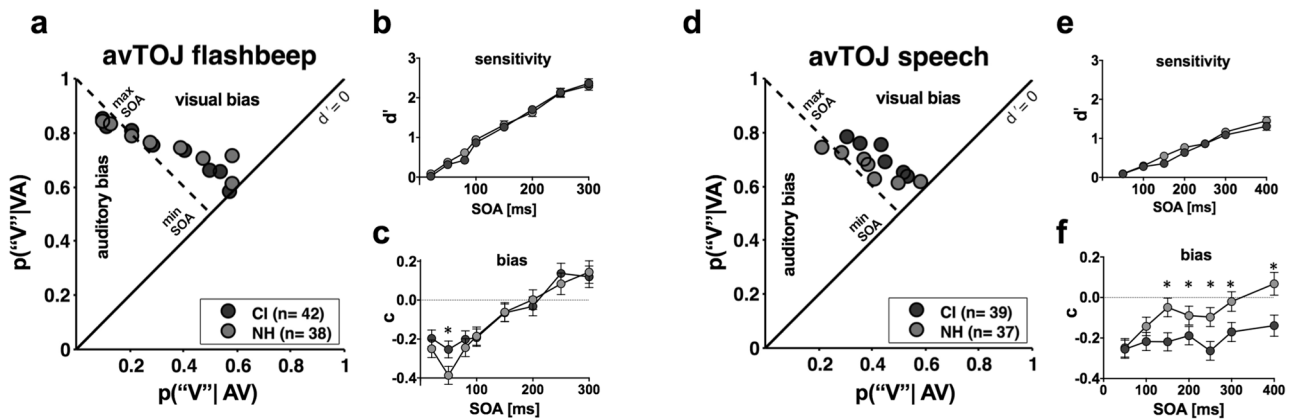 a
avTOJ flashbeep
1
0.8
0.6
0.4
0.2
0
0.2
0.4
0.6
0.8
1
p("V"|VA)
p("V"| AV)
max
SOA
visual bias
d'= 0
auditory bias
min
SOA
CI (n= 42)
NH (n= 38)
b
sensitivity
3
2
1
0
d'
100
200
300
SOA [ms]
c
bias
0.2
0.0
-0.2
-0.4
c
*
0
100
200
300
SOA [ms]
d
avTOJ speech
1
0.8
0.6
0.4
0.2
0
0.2
0.4
0.6
0.8
1
p("V"|VA)
p("V"| AV)
max
SOA
visual bias
d'= 0
auditory bias
min
SOA
CI (n= 39)
NH (n= 37)
e
sensitivity
3
2
1
0
d'
100
200
300
400
SOA [ms]
f
bias
0.2
0.0
-0.2
-0.4
c
* * * * *
0
100
200
300
400
SOA [ms]